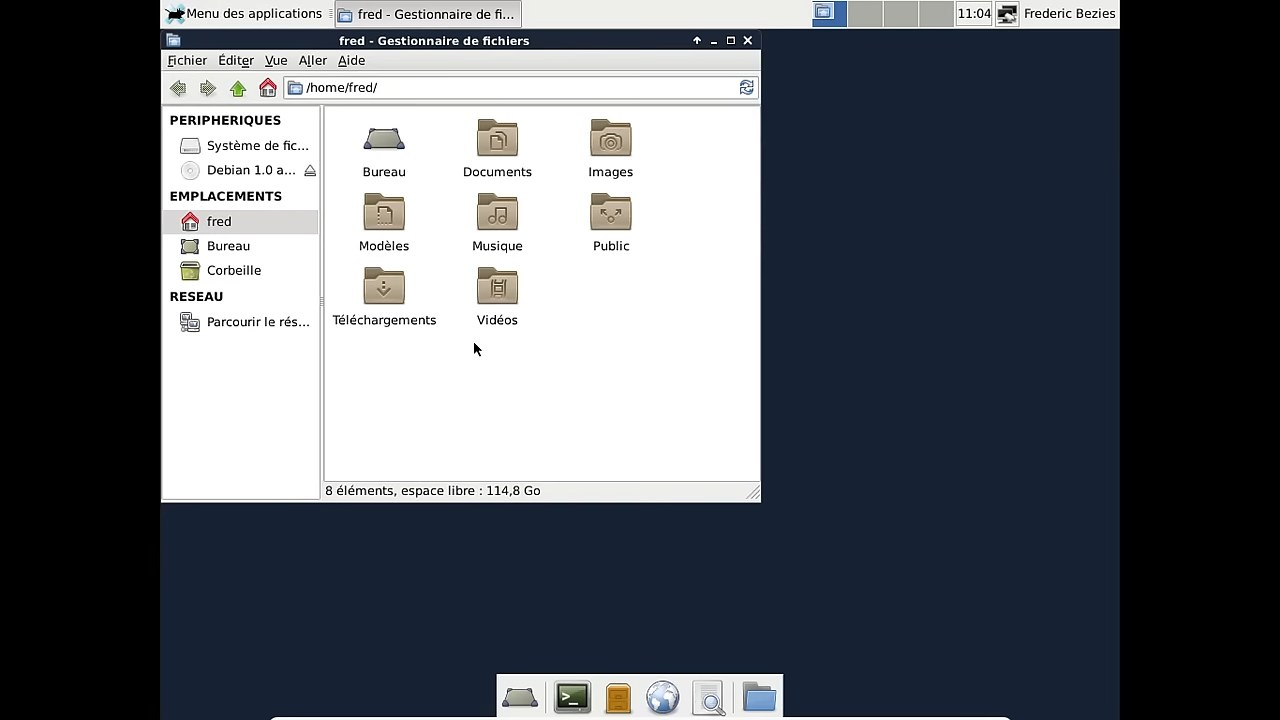 Menu des applications
fred - Gestionnaire de fi...
11:04
Frederic Bezies
fred - Gestionnaire de fichiers
Fichier Éditer Vue Aller Aide
/home/fred/
PERIPHERIQUES
Système de fic...
Debian 1.0 a...
EMPLACEMENTS
fred
Bureau
Corbeille
RESEAU
Parcourir le rés...
Bureau Documents Images
Modèles Musique Public
Téléchargements Vidéos
8 éléments, espace libre : 114,8 Go